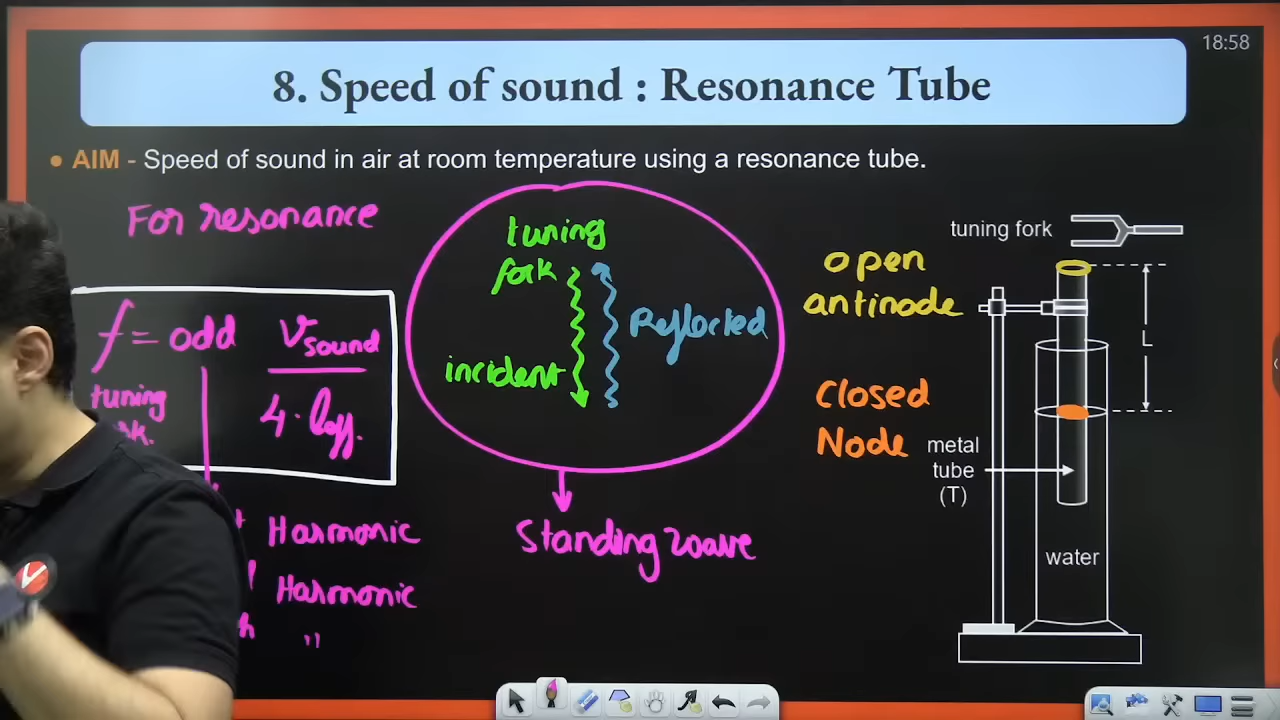 18:58
8. Speed of sound : Resonance Tube
● AIM - Speed of sound in air at room temperature using a resonance tube.
For resonance
f = odd Vsound
4·leff.
tuning
Harmonic
Harmonic
"
tuning
fork
incident
Reflected
Standing wave
open
antinode
Closed
Node
tuning fork
L
metal
tube
(T)
water